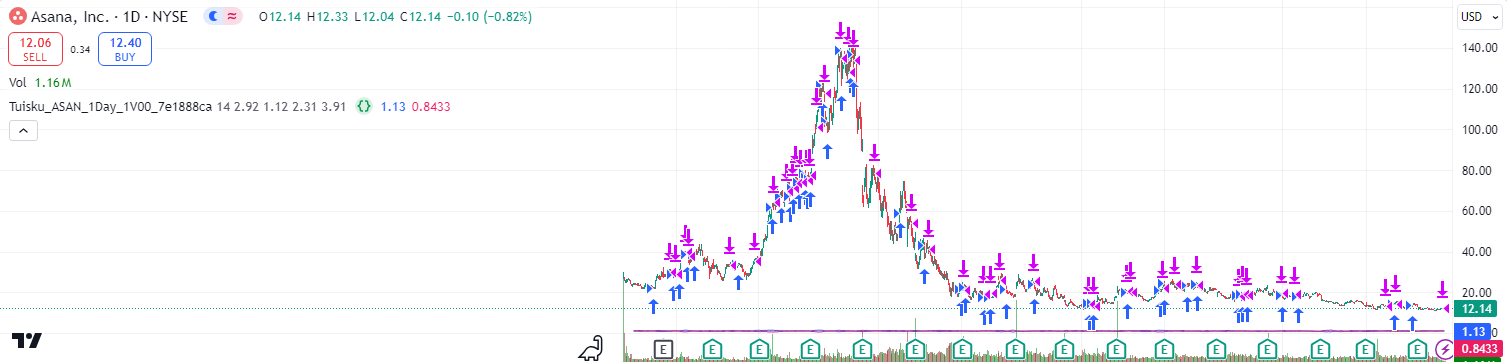 Asana, Inc. · 1D · NYSE O12.14 H12.33 L12.04 C12.14 −0.10 (−0.82%)
USD
12.06 0.34 12.40
SELL BUY
Vol 1.16M
Tuisku_ASAN_1Day_1V00_7e1888ca 14 2.92 1.12 2.31 3.91 {} 1.13 0.8433
140.00
120.00
100.00
80.00
60.00
40.00
20.00
12.14
1.13
0.8433
E E E E E E E E E E E E E E E E